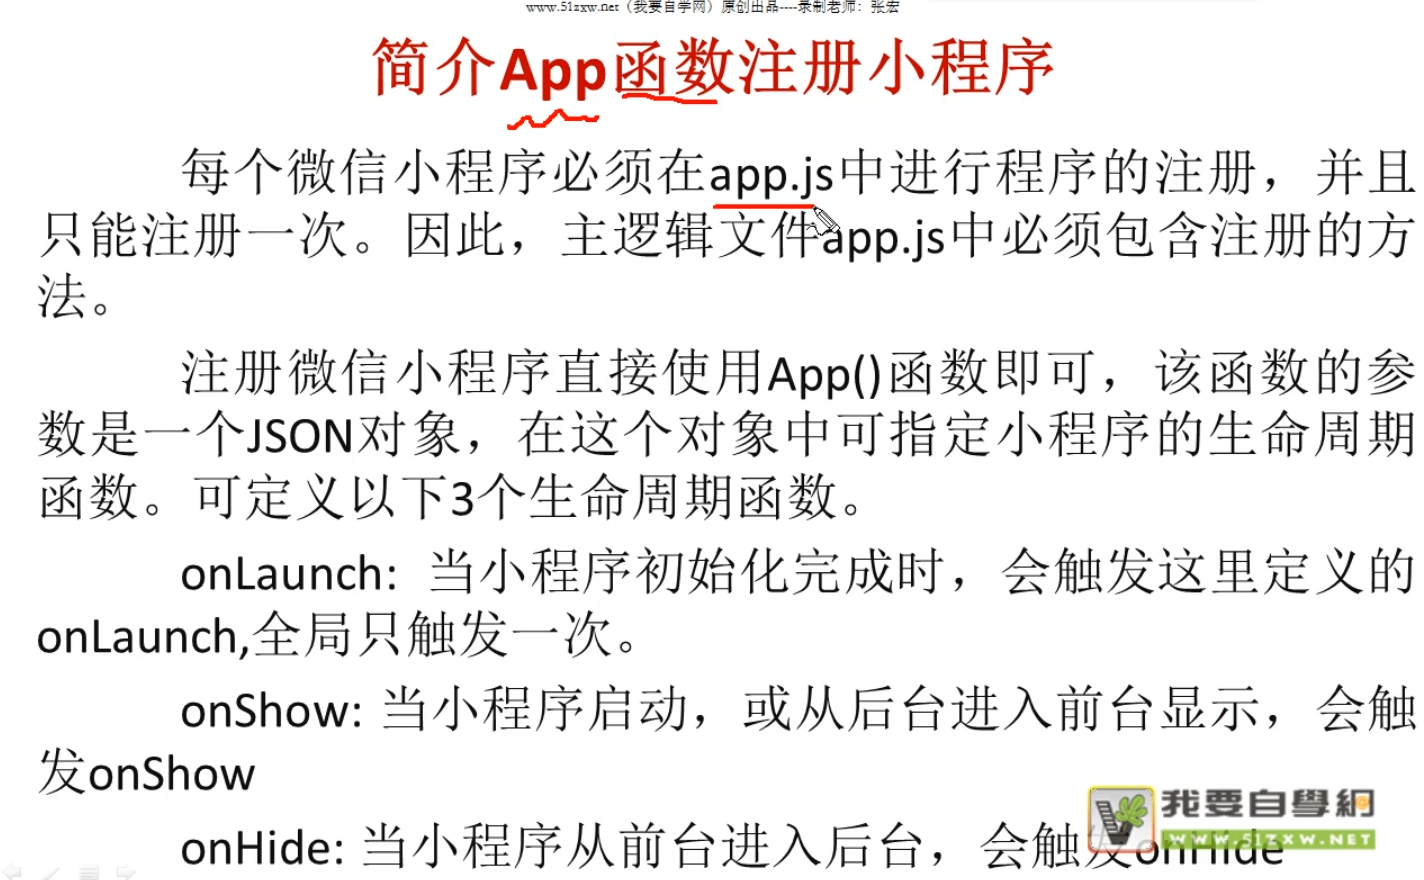 www.51zxw.net（我要自学网）原创出品----录制老师：张宏
简介App函数注册小程序
每个微信小程序必须在app.js中进行程序的注册，并且
只能注册一次。因此，主逻辑文件app.js中必须包含注册的方
法。
注册微信小程序直接使用App()函数即可，该函数的参
数是一个JSON对象，在这个对象中可指定小程序的生命周期
函数。可定义以下3个生命周期函数。
onLaunch: 当小程序初始化完成时，会触发这里定义的
onLaunch,全局只触发一次。
onShow: 当小程序启动，或从后台进入前台显示，会触
发onShow
onHide: 当小程序从前台进入后台，会触发onHide
我要自學網
WWW.51ZXW.NET